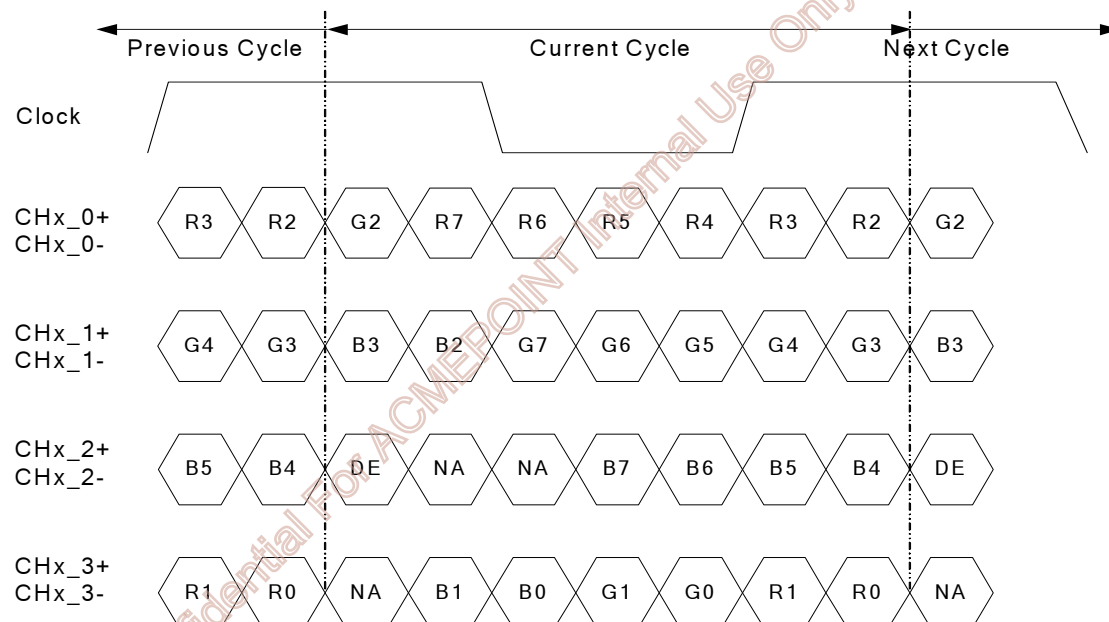 Previous Cycle
Current Cycle
Next Cycle
Clock
CHx_0+
CHx_0-
R3 R2 G2 R7 R6 R5 R4 R3 R2 G2
CHx_1+
CHx_1-
G4 G3 B3 B2 G7 G6 G5 G4 G3 B3
CHx_2+
CHx_2-
B5 B4 DE NA NA B7 B6 B5 B4 DE
CHx_3+
CHx_3-
R1 R0 NA B1 B0 G1 G0 R1 R0 NA
For ACMEPOINT Internal Use Only